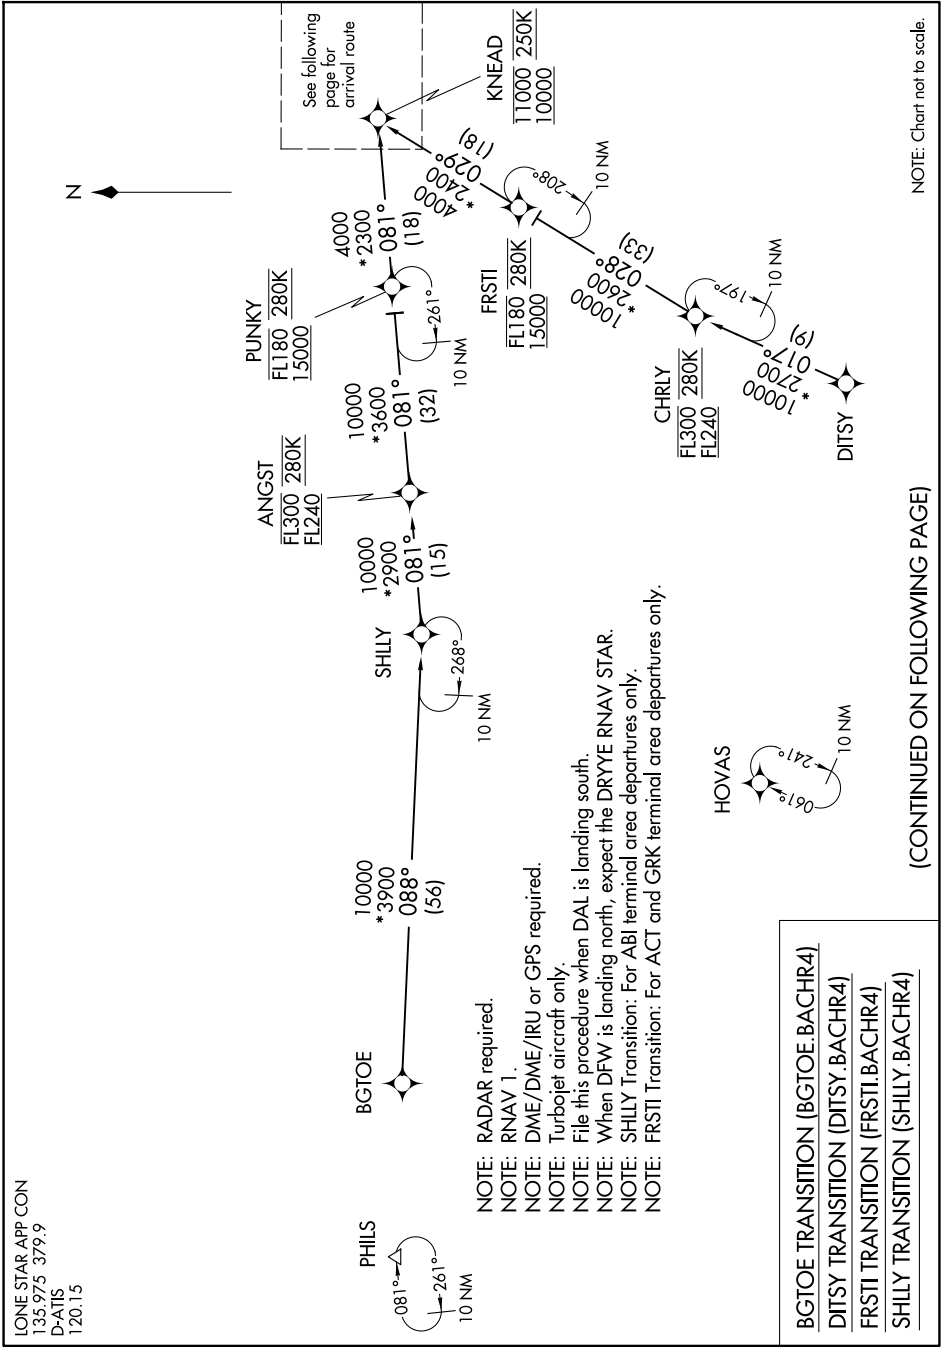 LONE STAR APP CON
135.975 379.9
D-ATIS
120.15
N
See following
page for
arrival route
KNEAD
11000 250K
10000
4000
*2300
081°
(18)
PUNKY
FL180 280K
15000
261°
10 NM
10000
*3600
081°
(32)
ANGST
FL300 280K
FL240
10000
*2900
081°
(15)
SHLLY
268°
10 NM
10000
*3900
088°
(56)
BGTOE
PHILS
081°
261°
10 NM
4000
*2400
029°
(18)
FRSTI
FL180 280K
15000
208°
10 NM
10000
*2600
028°
(33)
CHRLY
FL300 280K
FL240
197°
10 NM
10000
*2700
017°
(9)
DITSY
HOVAS
241°
061°
10 NM
NOTE: RADAR required.
NOTE: RNAV 1.
NOTE: DME/DME/IRU or GPS required.
NOTE: Turbojet aircraft only.
NOTE: File this procedure when DAL is landing south.
NOTE: When DFW is landing north, expect the DRYYE RNAV STAR.
NOTE: SHLLY Transition: For ABI terminal area departures only.
NOTE: FRSTI Transition: For ACT and GRK terminal area departures only.
BGTOE TRANSITION (BGTOE.BACHR4)
DITSY TRANSITION (DITSY.BACHR4)
FRSTI TRANSITION (FRSTI.BACHR4)
SHLLY TRANSITION (SHLLY.BACHR4)
(CONTINUED ON FOLLOWING PAGE)
NOTE: Chart not to scale.